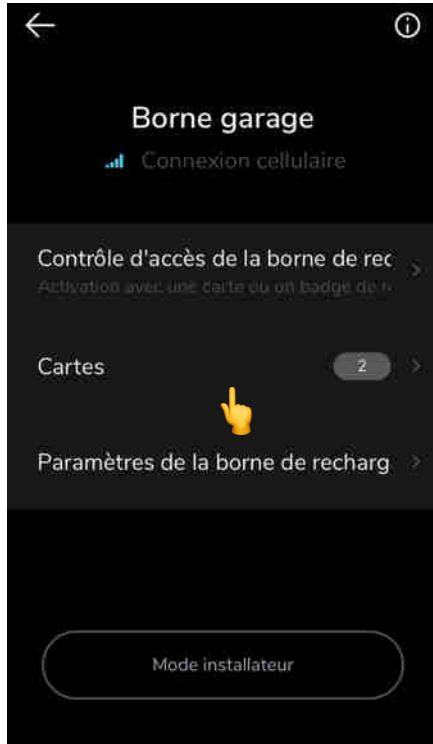 Borne garage
Connexion cellulaire
Contrôle d'accès de la borne de rec
Activation avec une carte ou un badge de r
Cartes
2
Paramètres de la borne de recharg
Mode installateur